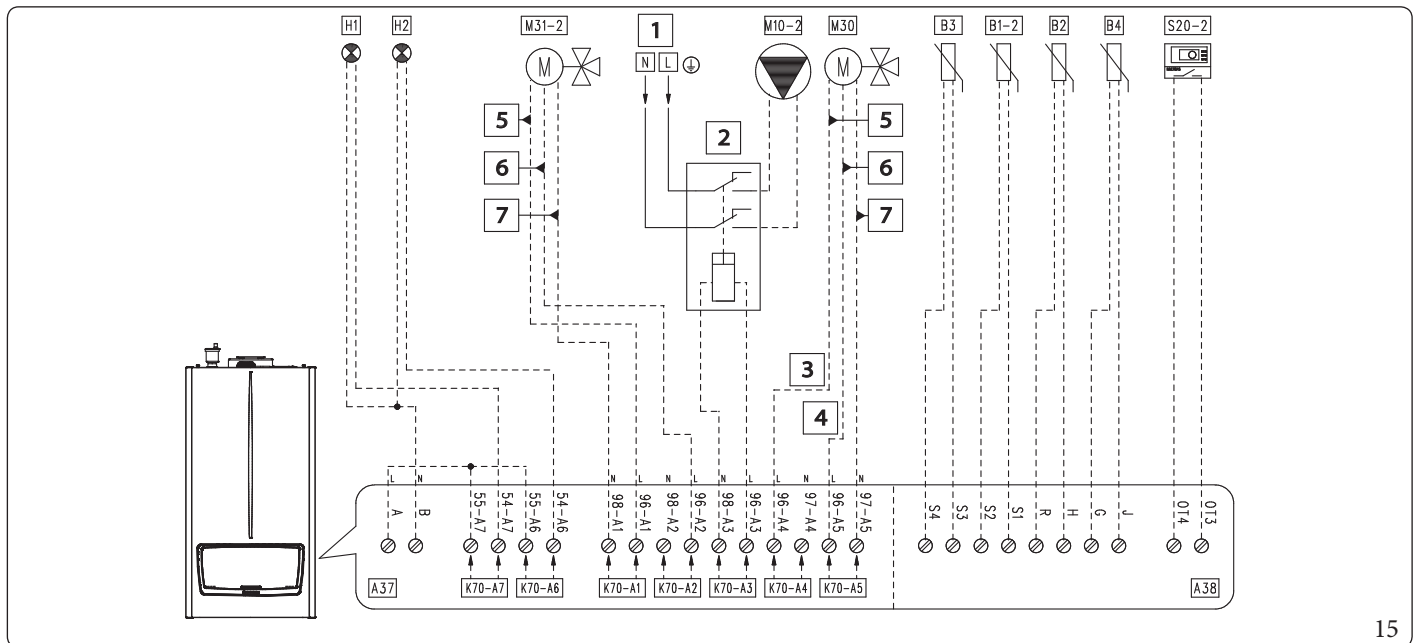 H1 H2 M31-2 1 M10-2 M30 B3 B1-2 B2 B4 S20-2
N L
M M
5 2 5
6 6
7 7
3
4
L N N L N L N L L N L N
A B 55-A7 54-A7 55-A6 54-A6 98-A1 96-A1 98-A2 96-A2 98-A3 96-A3 96-A4 97-A4 96-A5 97-A5 S4 S3 S2 S1 R H G J OT4 OT3
A37 K70-A7 K70-A6 K70-A1 K70-A2 K70-A3 K70-A4 K70-A5 A38
15